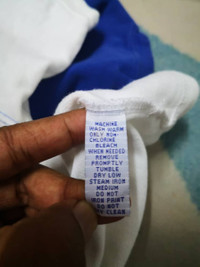 MACHINE
WASH WARM
ONLY NON-
CHLORINE
BLEACH
WHEN NEEDED
REMOVE
PROMPTLY
TUMBLE
DRY LOW
STEAM IRON
MEDIUM
DO NOT
IRON PRINT
DO NOT
CLEAN